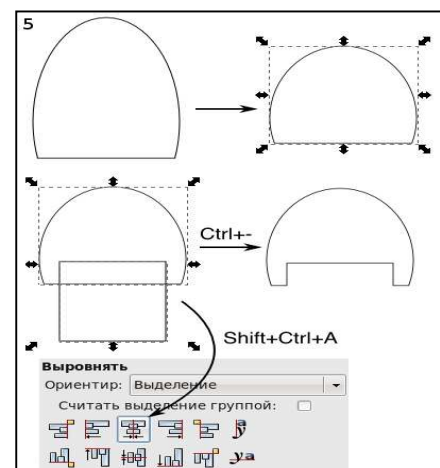 5
Ctrl+-
Shift+Ctrl+A
Выровнять
Ориентир: Выделение
Считать выделение группой: